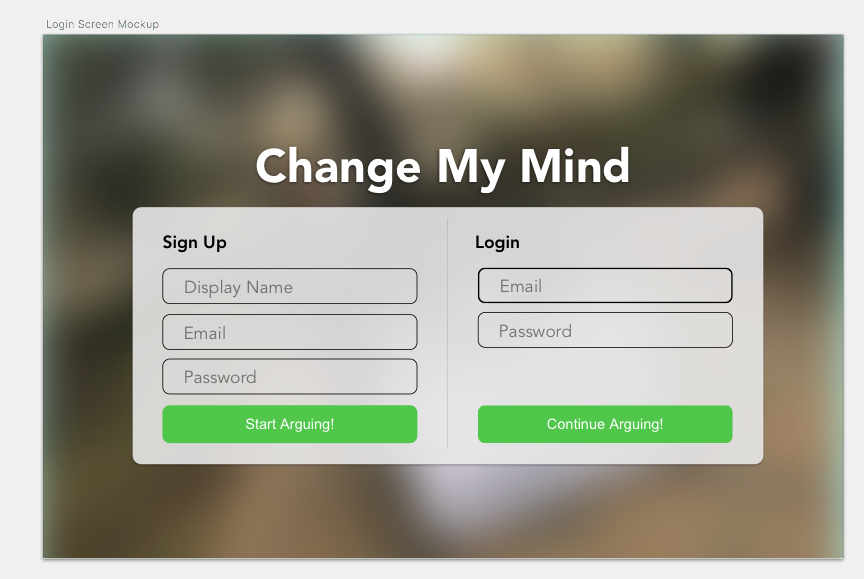 Login Screen Mockup
Change My Mind
Sign Up
Display Name
Email
Password
Start Arguing!
Login
Email
Password
Continue Arguing!